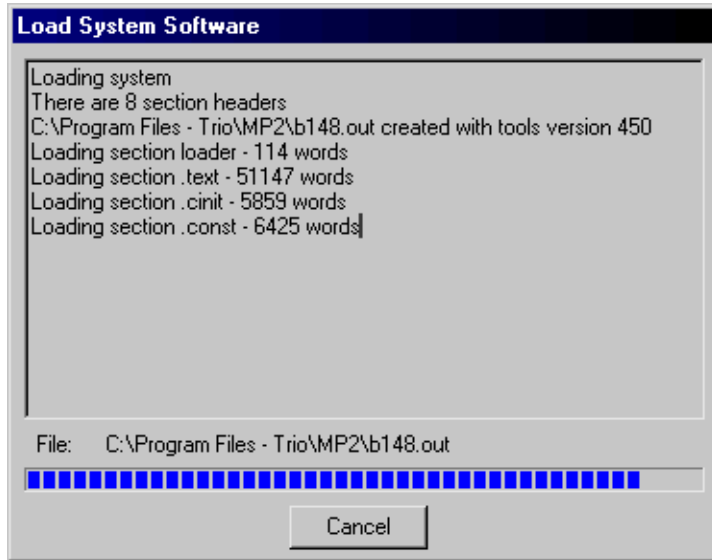 Load System Software
Loading system
There are 8 section headers
C:\Program Files - Trio\MP2\b148.out created with tools version 450
Loading section loader - 114 words
Loading section .text - 51147 words
Loading section .cinit - 5859 words
Loading section .const - 6425 words
File: C:\Program Files - Trio\MP2\b148.out
Cancel